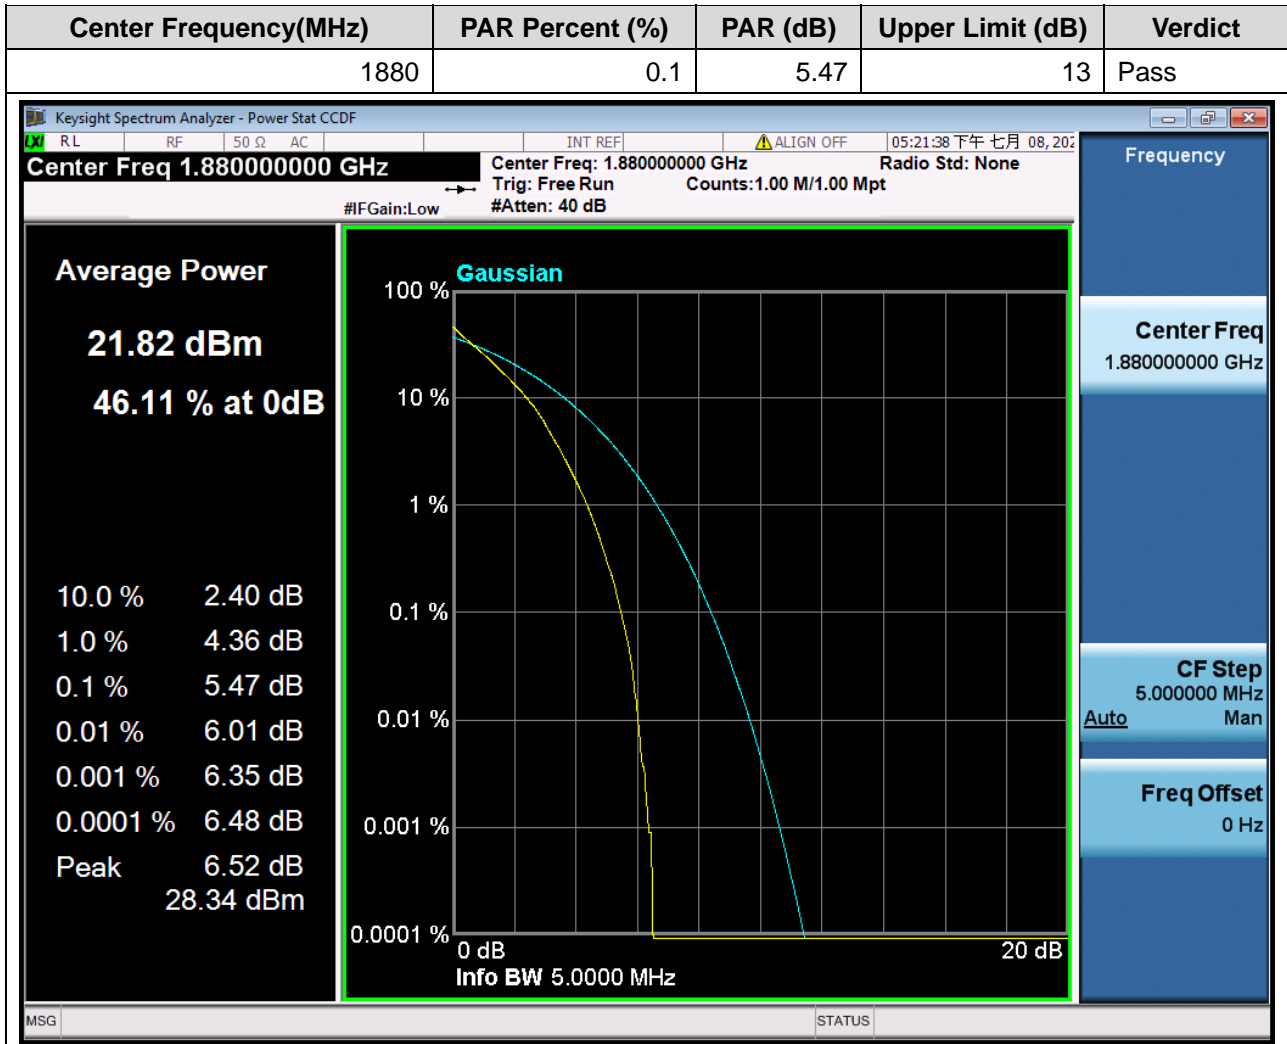 Center Frequency(MHz) PAR Percent (%) PAR (dB) Upper Limit (dB) Verdict
1880 0.1 5.47 13 Pass
Keysight Spectrum Analyzer - Power Stat CCDF
LXI RL RF 50 Ω AC INT REF ALIGN OFF 05:21:38 下午 七月 08, 202
Center Freq 1.880000000 GHz
Center Freq: 1.880000000 GHz Radio Std: None
Trig: Free Run Counts:1.00 M/1.00 Mpt
#IFGain:Low #Atten: 40 dB
Frequency
Average Power
21.82 dBm
46.11 % at 0dB
10.0 % 2.40 dB
1.0 % 4.36 dB
0.1 % 5.47 dB
0.01 % 6.01 dB
0.001 % 6.35 dB
0.0001 % 6.48 dB
Peak 6.52 dB
28.34 dBm
Gaussian
100 %
10 %
1 %
0.1 %
0.01 %
0.001 %
0.0001 %
0 dB 20 dB
Info BW 5.0000 MHz
Center Freq
1.880000000 GHz
CF Step
5.000000 MHz
Auto Man
Freq Offset
0 Hz
MSG STATUS